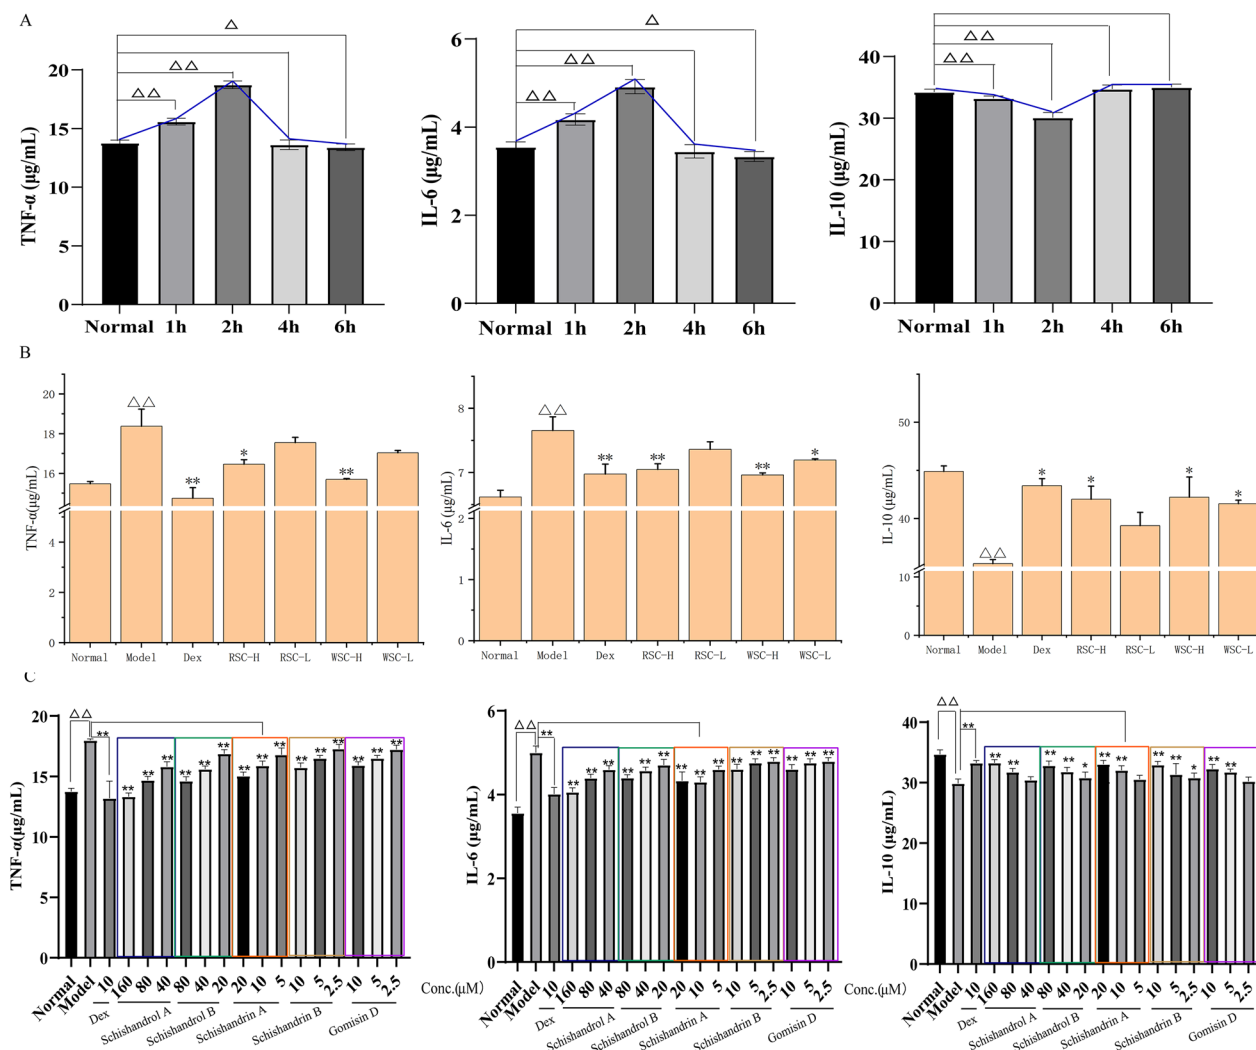 A
TNF-α (μg/mL)
20
15
10
5
0
△△
△△
△
Normal 1h 2h 4h 6h
IL-6 (μg/mL)
6
4
2
0
△△
△△
△
Normal 1h 2h 4h 6h
IL-10 (μg/mL)
50
40
30
20
10
0
△△
△△
Normal 1h 2h 4h 6h
B
TNF-α(μg/mL)
20
18
16
14
6
4
2
0
△△
**
*
**
Normal Model Dex RSC-H RSC-L WSC-H WSC-L
IL-6 (μg/mL)
8
7
6
2
1
0
△△
**
**
**
*
Normal Model Dex RSC-H RSC-L WSC-H WSC-L
IL-10 (μg/mL)
50
40
10
0
△△
*
*
*
*
Normal Model Dex RSC-H RSC-L WSC-H WSC-L
C
TNF-α(μg/mL)
20
15
10
5
0
△△
** ** ** ** ** ** ** ** ** ** ** ** ** ** ** **
Normal Model 10 160 80 40 80 40 20 20 10 5 10 5 2.5 10 5 2.5 Conc.(μM)
Dex Schishandrol A Schishandrol B Schishandrin A Schishandrin B Gomisin D
IL-6 (μg/mL)
6
4
2
0
△△
** ** ** ** ** ** ** ** ** ** ** ** ** ** ** **
Normal Model 10 160 80 40 80 40 20 20 10 5 10 5 2.5 10 5 2.5 Conc.(μM)
Dex Schishandrol A Schishandrol B Schishandrin A Schishandrin B Gomisin D
IL-10 (μg/mL)
40
30
20
10
0
△△
** ** ** ** ** * ** ** ** ** * ** **
Normal Model 10 160 80 40 80 40 20 20 10 5 10 5 2.5 10 5 2.5
Dex Schishandrol A Schishandrol B Schishandrin A Schishandrin B Gomisin D